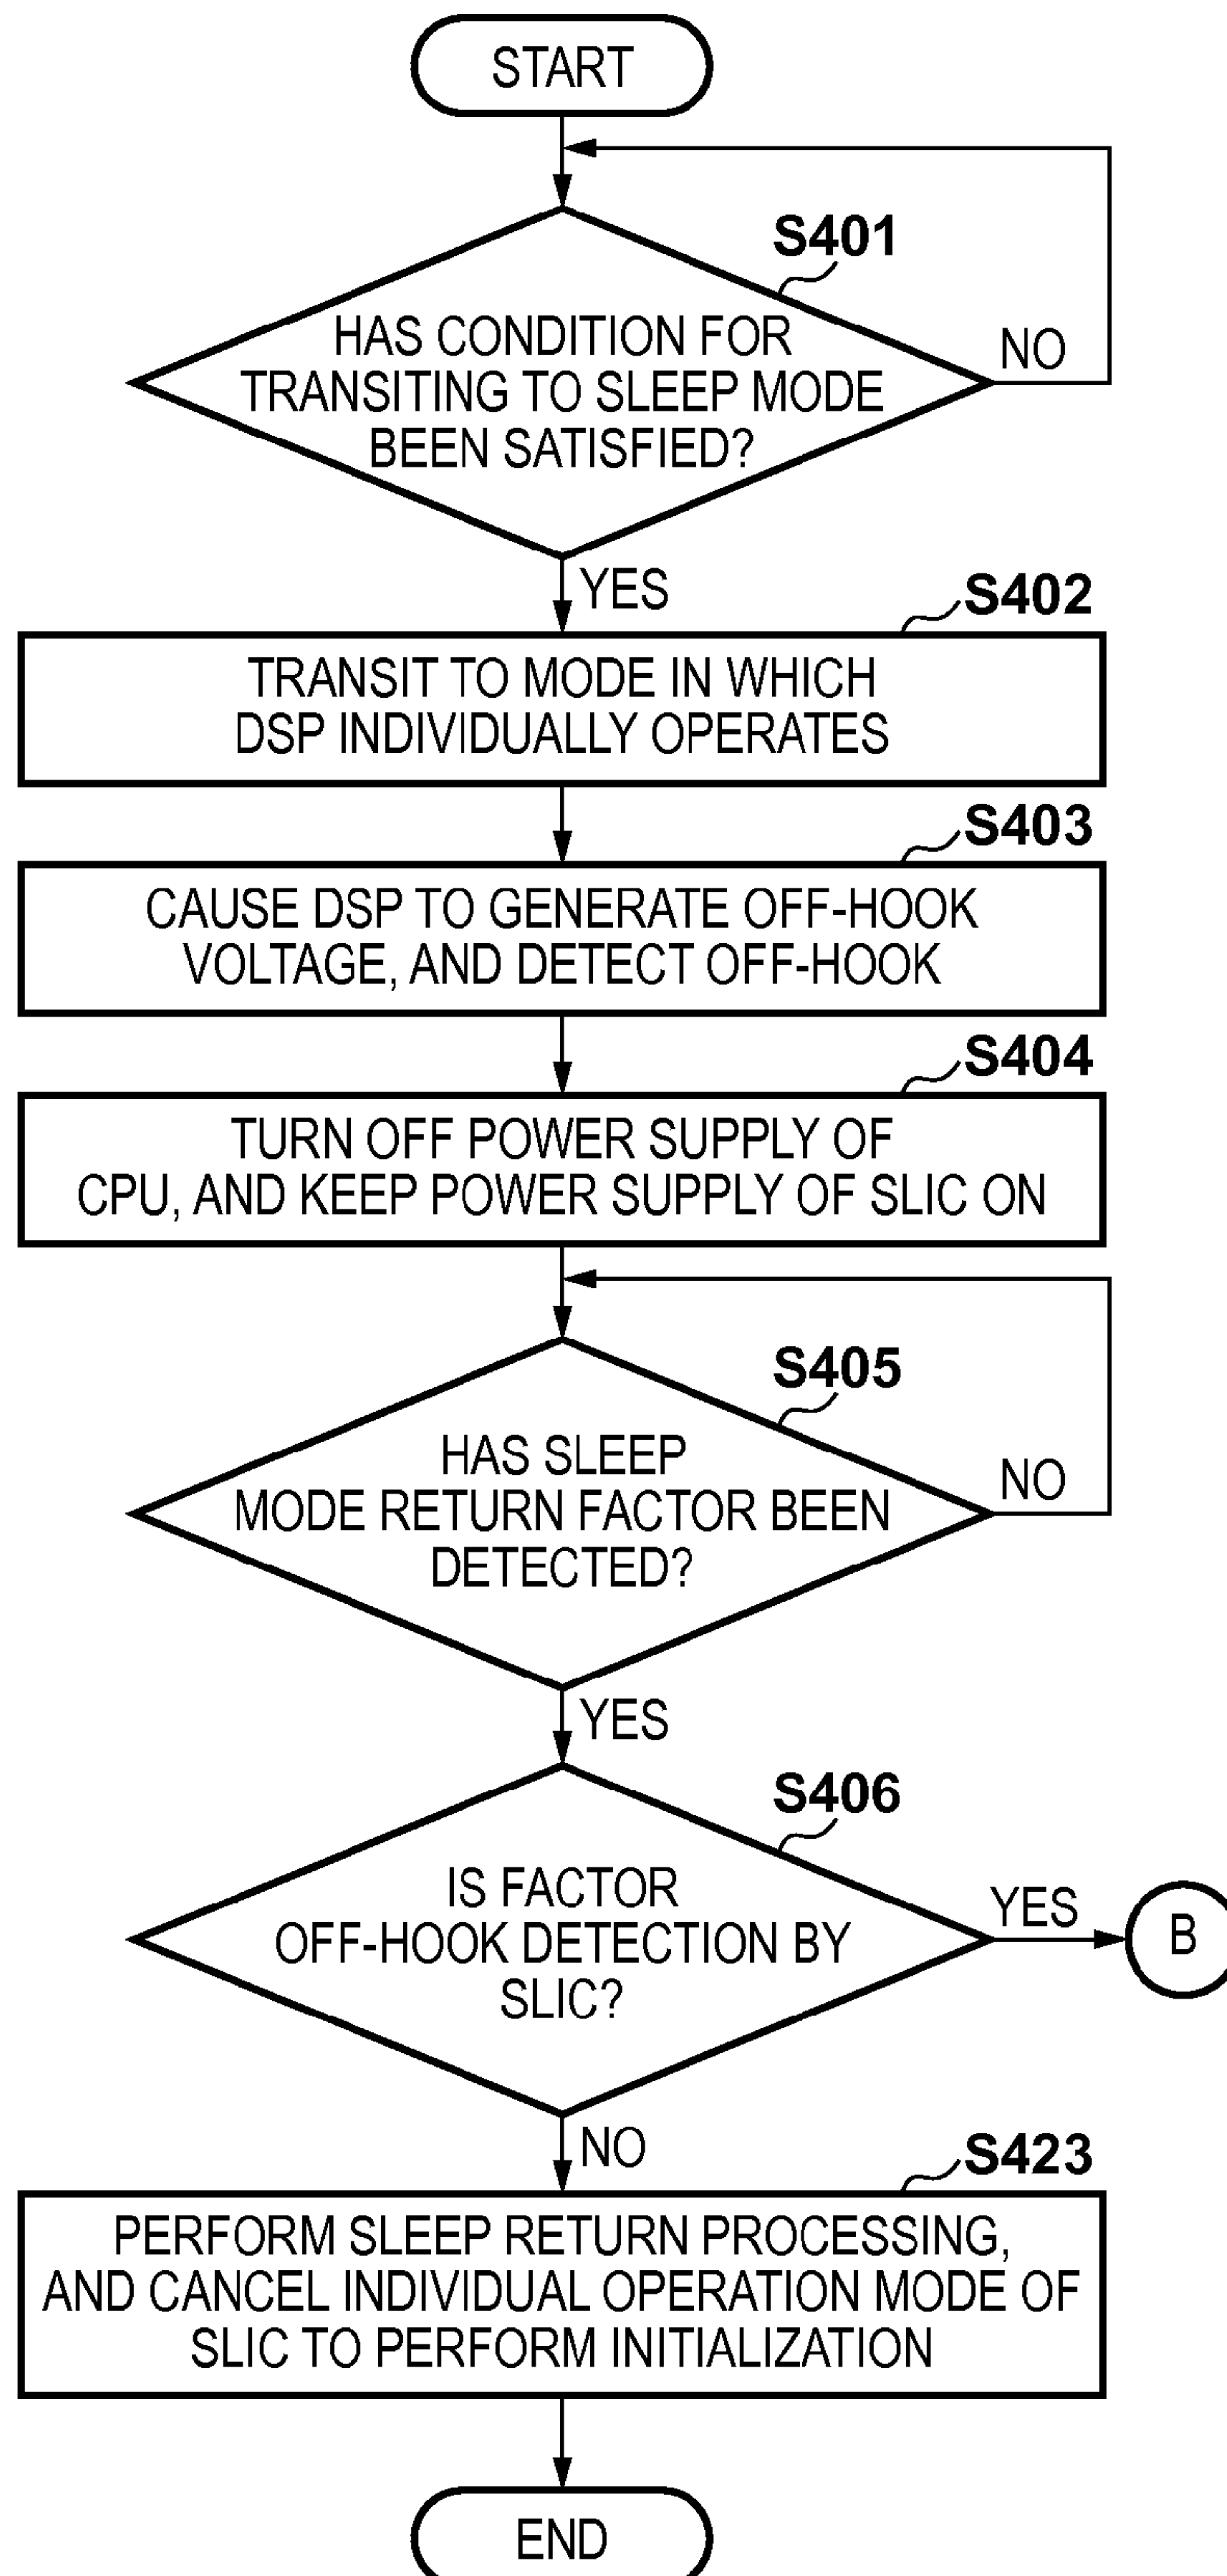 START
S401
HAS CONDITION FOR
TRANSITING TO SLEEP MODE
BEEN SATISFIED?
NO
YES
S402
TRANSIT TO MODE IN WHICH
DSP INDIVIDUALLY OPERATES
S403
CAUSE DSP TO GENERATE OFF-HOOK
VOLTAGE, AND DETECT OFF-HOOK
S404
TURN OFF POWER SUPPLY OF
CPU, AND KEEP POWER SUPPLY OF SLIC ON
S405
HAS SLEEP
MODE RETURN FACTOR BEEN
DETECTED?
NO
YES
S406
IS FACTOR
OFF-HOOK DETECTION BY
SLIC?
YES
B
NO
S423
PERFORM SLEEP RETURN PROCESSING,
AND CANCEL INDIVIDUAL OPERATION MODE OF
SLIC TO PERFORM INITIALIZATION
END